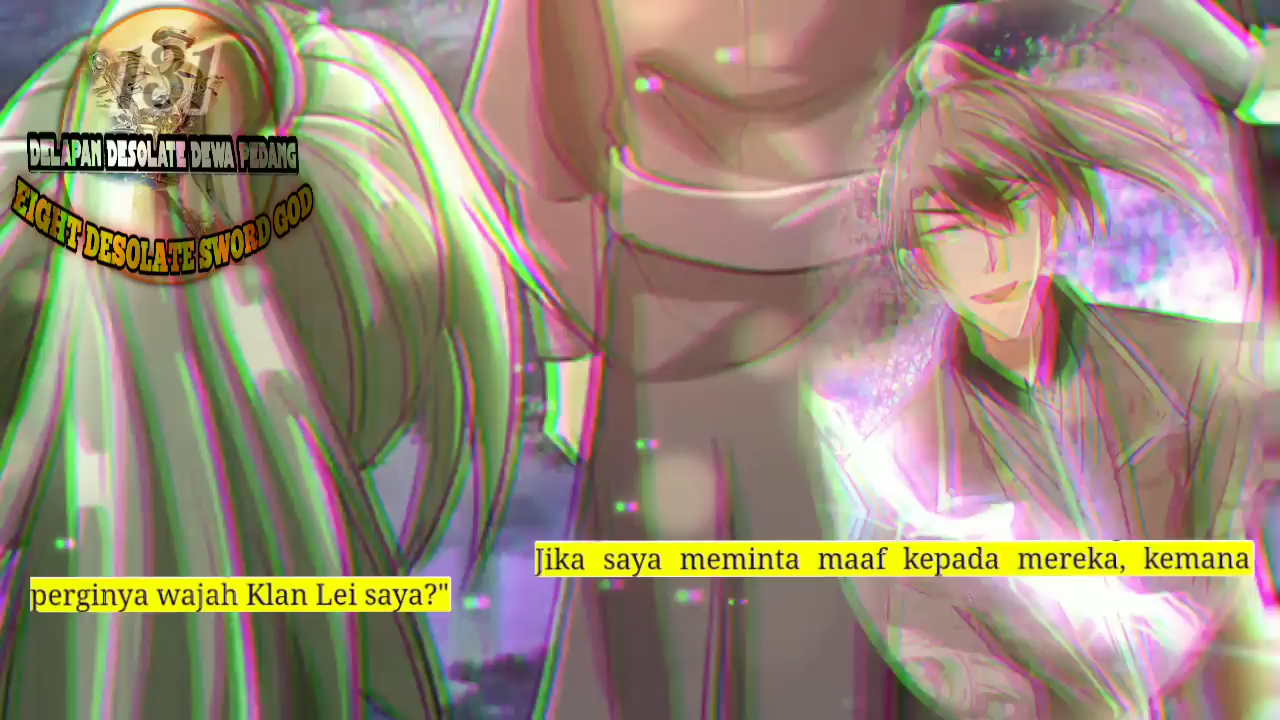 131
DELAPAN DESOLATE DEWA PEDANG
EIGHT DESOLATE SWORD GOD
Jika saya meminta maaf kepada mereka, kemana
perginya wajah Klan Lei saya?"